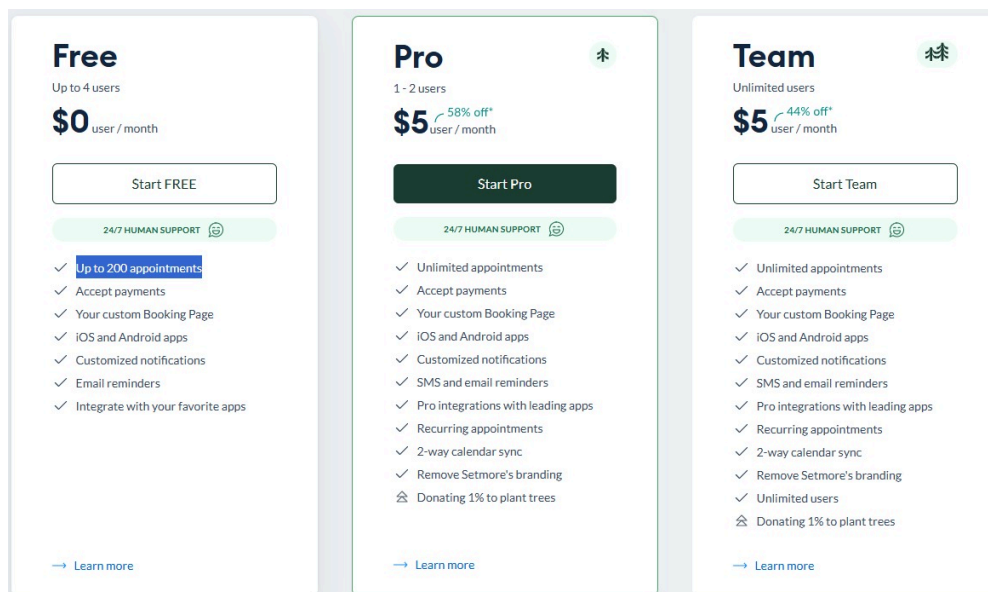 Free
Up to 4 users
$0 user / month
Start FREE
24/7 HUMAN SUPPORT
Up to 200 appointments
Accept payments
Your custom Booking Page
iOS and Android apps
Customized notifications
Email reminders
Integrate with your favorite apps
Learn more
Pro
1 - 2 users
58% off*
$5 user / month
Start Pro
24/7 HUMAN SUPPORT
Unlimited appointments
Accept payments
Your custom Booking Page
iOS and Android apps
Customized notifications
SMS and email reminders
Pro integrations with leading apps
Recurring appointments
2-way calendar sync
Remove Setmore's branding
Donating 1% to plant trees
Learn more
Team
Unlimited users
44% off*
$5 user / month
Start Team
24/7 HUMAN SUPPORT
Unlimited appointments
Accept payments
Your custom Booking Page
iOS and Android apps
Customized notifications
SMS and email reminders
Pro integrations with leading apps
Recurring appointments
2-way calendar sync
Remove Setmore's branding
Unlimited users
Donating 1% to plant trees
Learn more